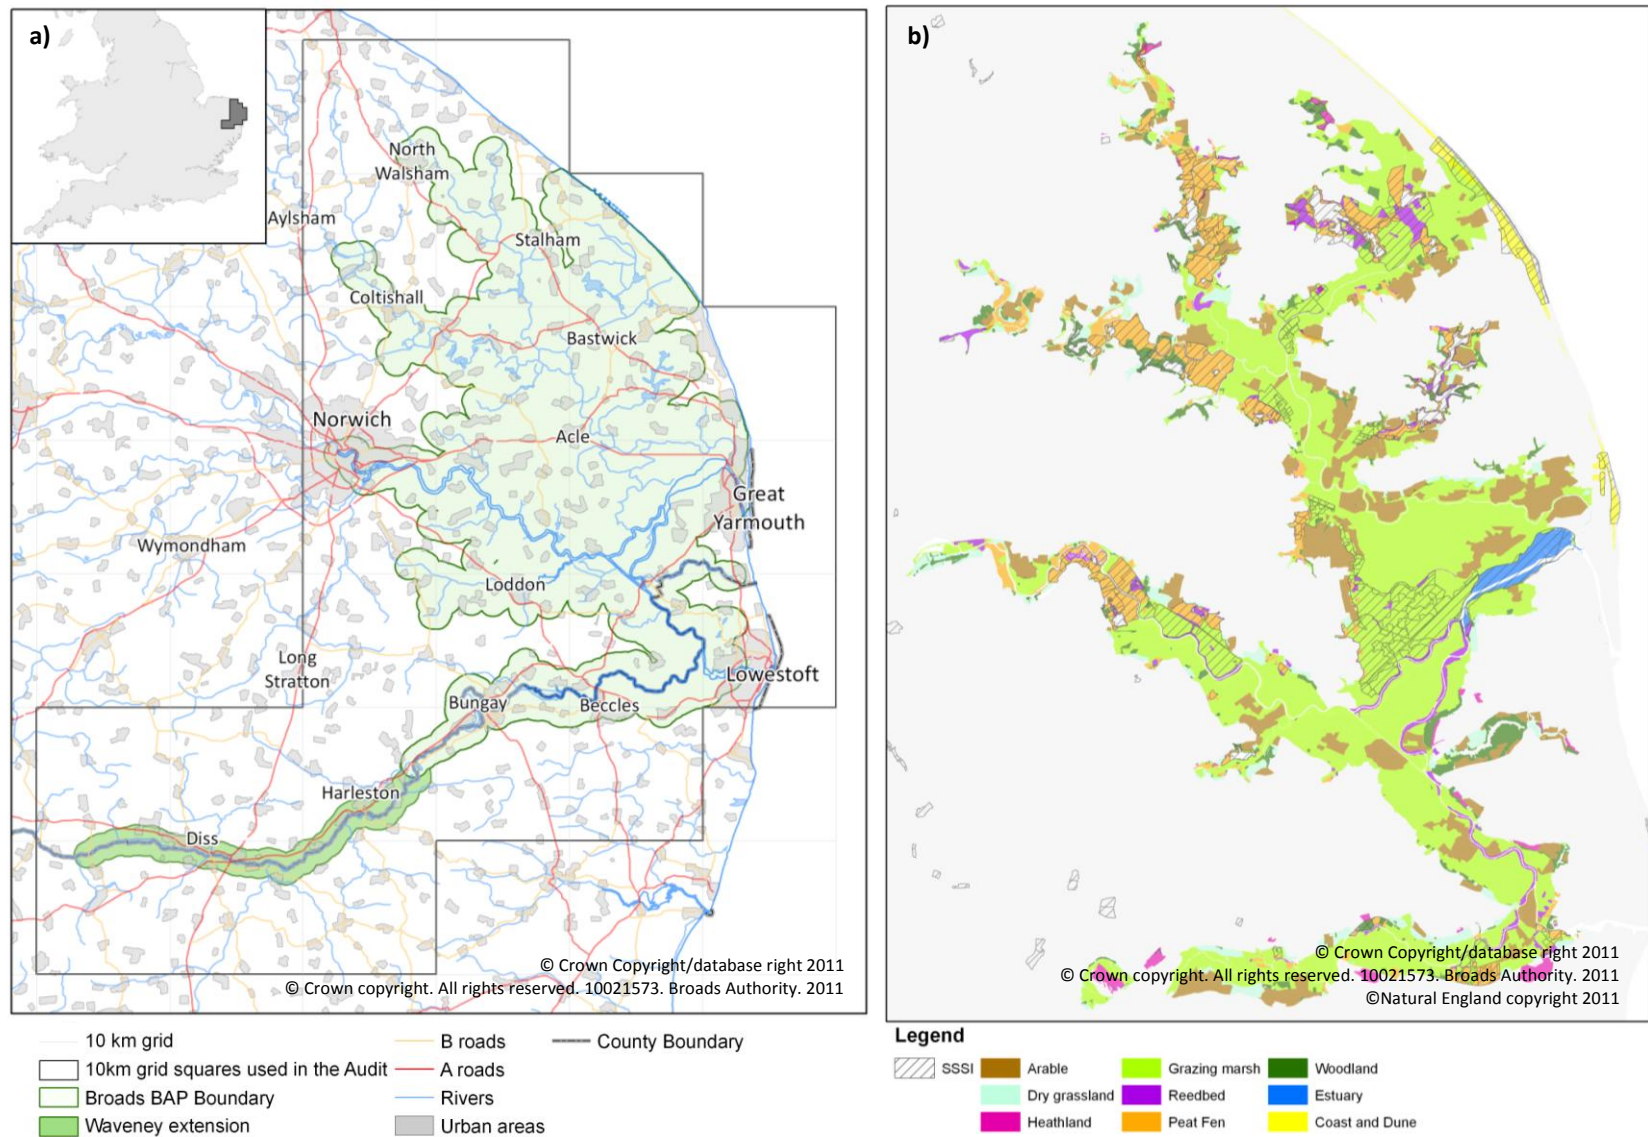 a)
North
Walsham
Aylsham
Stalham
Coltishall
Bastwick
Norwich
Acle
Great
Yarmouth
Wymondham
Loddon
Long
Stratton
Lowestoft
Bungay
Beccles
Harleston
Diss
© Crown Copyright/database right 2011
© Crown copyright. All rights reserved. 10021573. Broads Authority. 2011
10 km grid
10km grid squares used in the Audit
Broads BAP Boundary
Waveney extension
B roads
A roads
Rivers
Urban areas
County Boundary
b)
© Crown Copyright/database right 2011
© Crown copyright. All rights reserved. 10021573. Broads Authority. 2011
©Natural England copyright 2011
Legend
SSSI
Arable
Dry grassland
Heathland
Grazing marsh
Reedbed
Peat Fen
Woodland
Estuary
Coast and Dune